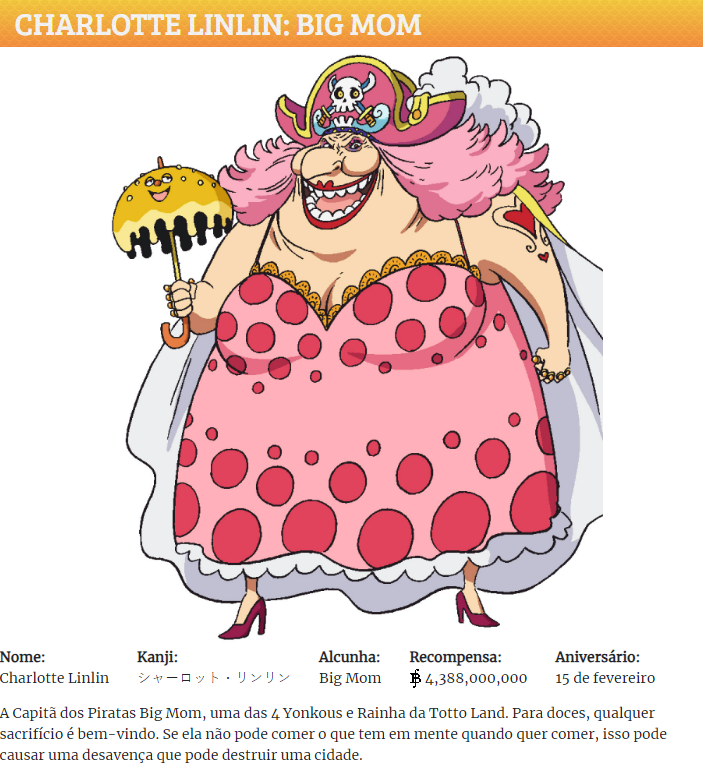 CHARLOTTE LINLIN: BIG MOM
Nome: Kanji: Alcunha: Recompensa: Aniversário:
Charlotte Linlin シャーロット・リンリン Big Mom ฿ 4,388,000,000 15 de fevereiro
A Capitã dos Piratas Big Mom, uma das 4 Yonkous e Rainha da Totto Land. Para doces, qualquer
sacrifício é bem-vindo. Se ela não pode comer o que tem em mente quando quer comer, isso pode
causar uma desavença que pode destruir uma cidade.